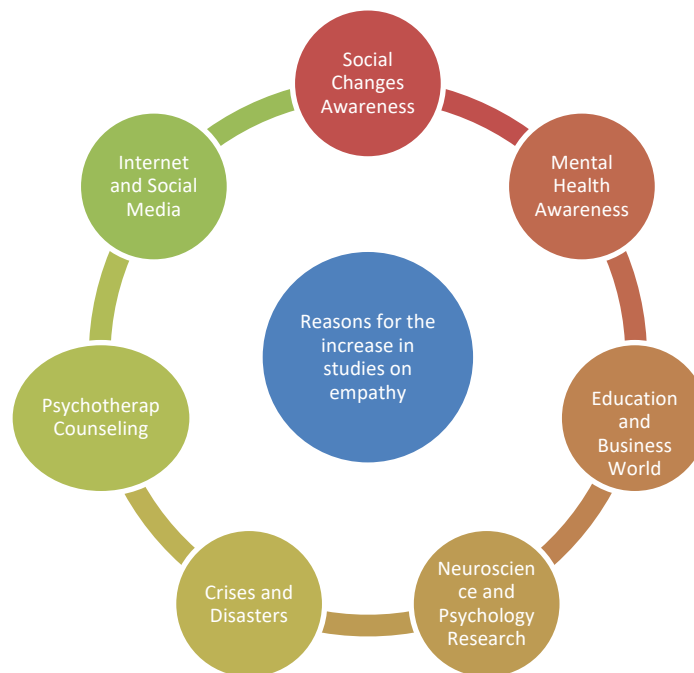 Social
Changes
Awareness
Mental
Health
Awareness
Education
and
Business
World
Neuroscien
ce and
Psychology
Research
Crises and
Disasters
Psychotherap
Counseling
Internet
and Social
Media
Reasons for the
increase in
studies on
empathy